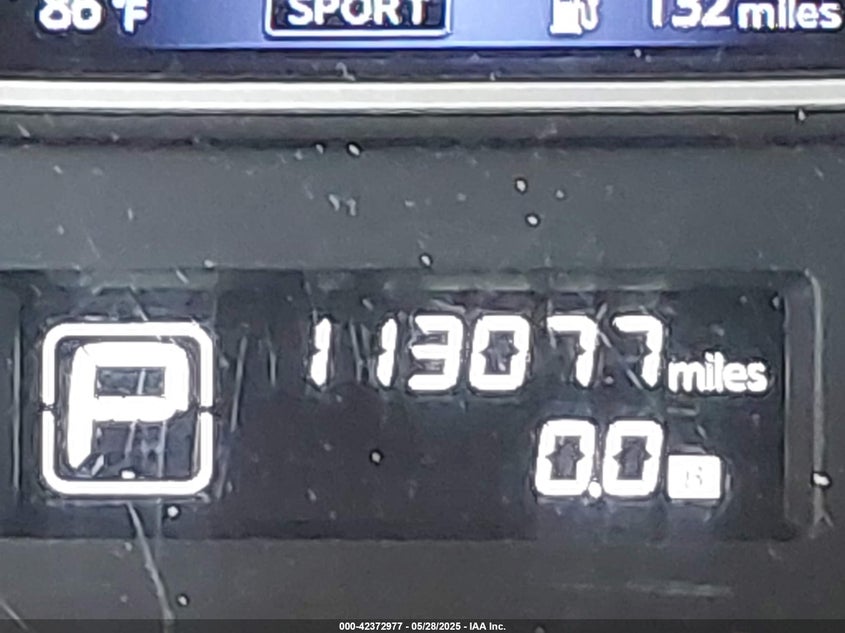 86°F SPORT 132 miles
P 113077 miles
0.0 B
000-42372977 - 05/28/2025 - IAA Inc.